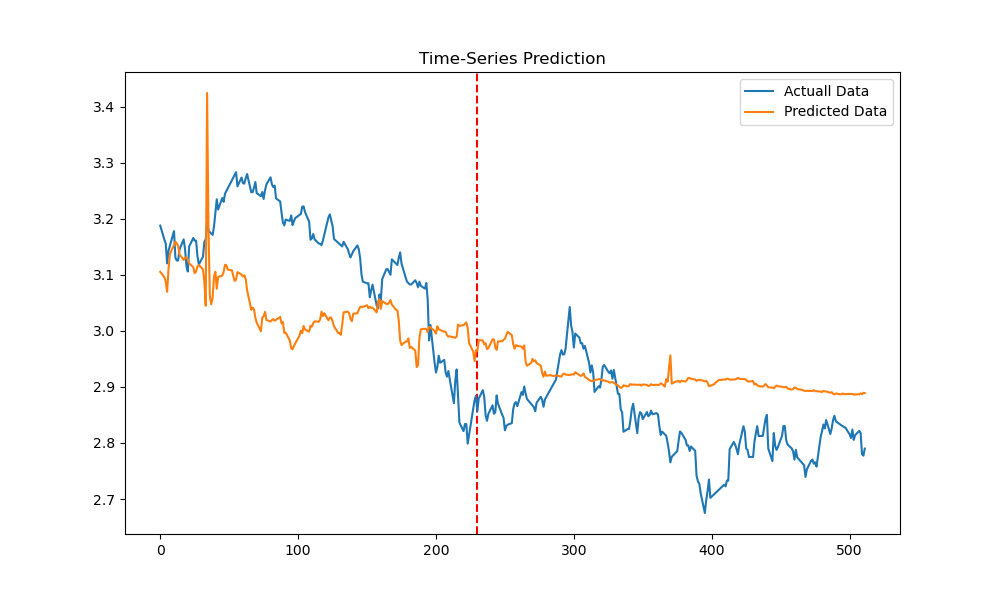 Time-Series Prediction
Actuall Data
Predicted Data
3.4
3.3
3.2
3.1
3.0
2.9
2.8
2.7
0 100 200 300 400 500